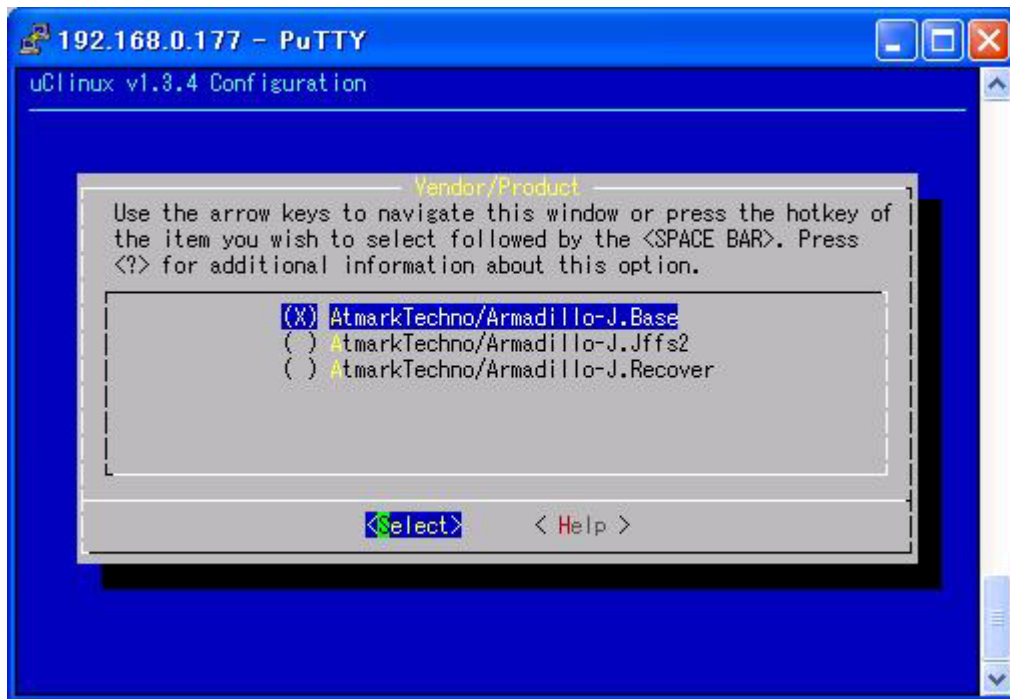 192.168.0.177 - PuTTY
uClinux v1.3.4 Configuration
Vendor/Product
Use the arrow keys to navigate this window or press the hotkey of
the item you wish to select followed by the <SPACE BAR>. Press
<?> for additional information about this option.
(X) AtmarkTechno/Armadillo-J.Base
( ) AtmarkTechno/Armadillo-J.Jffs2
( ) AtmarkTechno/Armadillo-J.Recover
<Select> < Help >